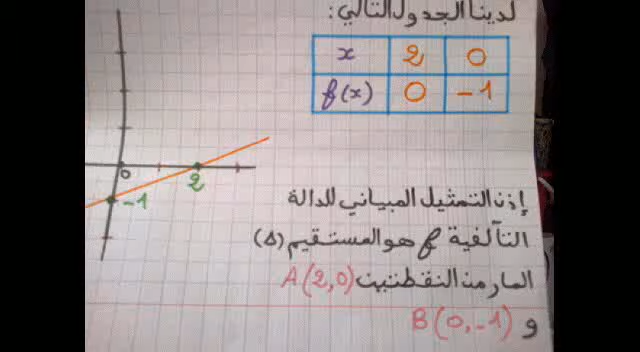 لدينا الجدول التالي:
x 2 0
f(x) 0 -1
0
2
-1
إذن التمثيل المبياني للدالة
التآلفية f هو المستقيم (Δ)
المار من النقطتين A(2,0)
و B(0,-1)